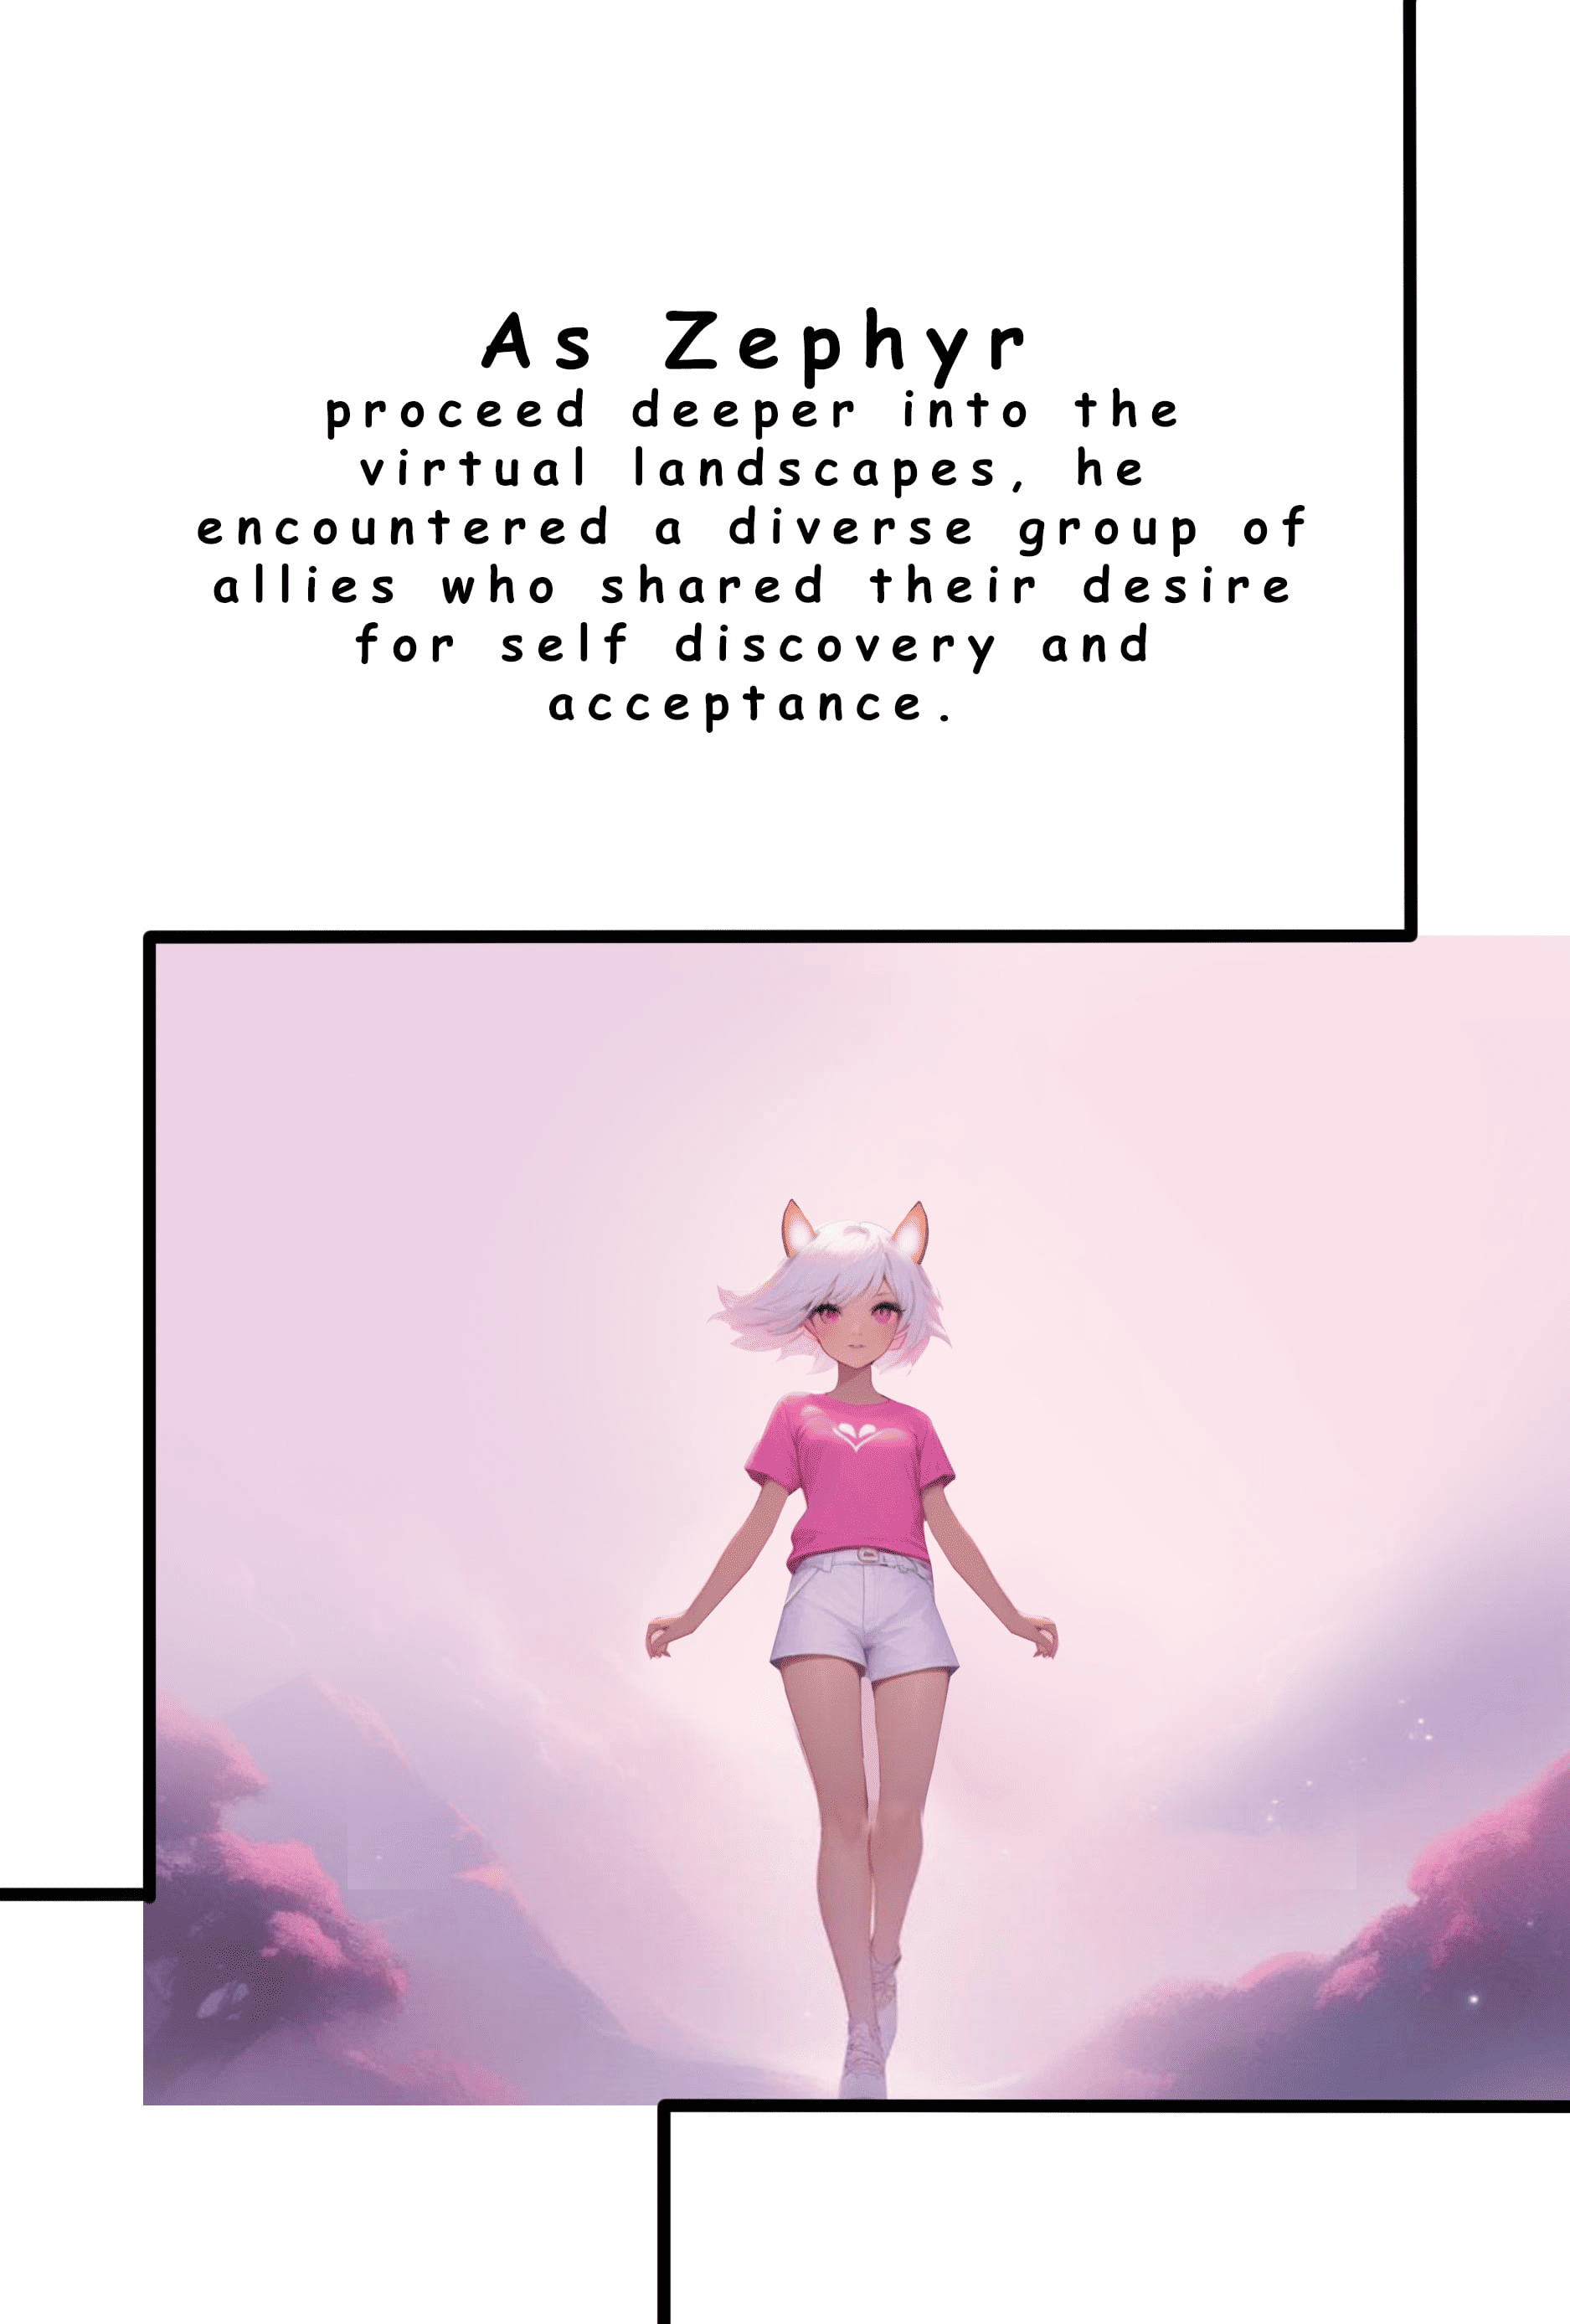 As Zephyr
proceed deeper into the
virtual landscapes, he
encountered a diverse group of
allies who shared their desire
for self discovery and
acceptance.